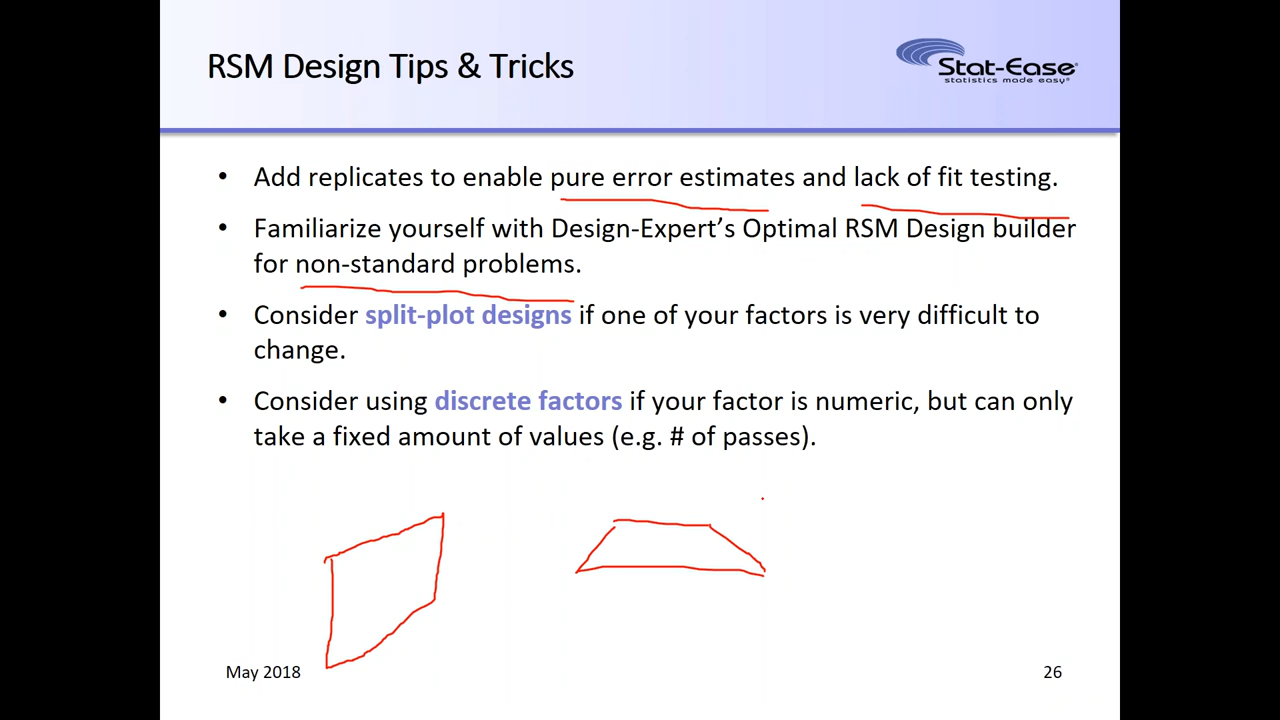 RSM Design Tips & Tricks
Stat-Ease®
statistics made easy®
• Add replicates to enable pure error estimates and lack of fit testing.
• Familiarize yourself with Design-Expert’s Optimal RSM Design builder
for non-standard problems.
• Consider split-plot designs if one of your factors is very difficult to
change.
• Consider using discrete factors if your factor is numeric, but can only
take a fixed amount of values (e.g. # of passes).
May 2018
26